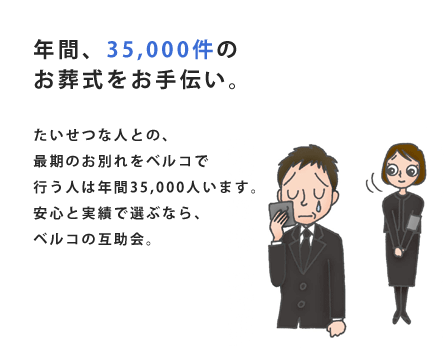 年間、35,000件の
お葬式をお手伝い。
たいせつな人との、
最期のお別れをベルコで
行う人は年間35,000人います。
安心と実績で選ぶなら、
ベルコの互助会。